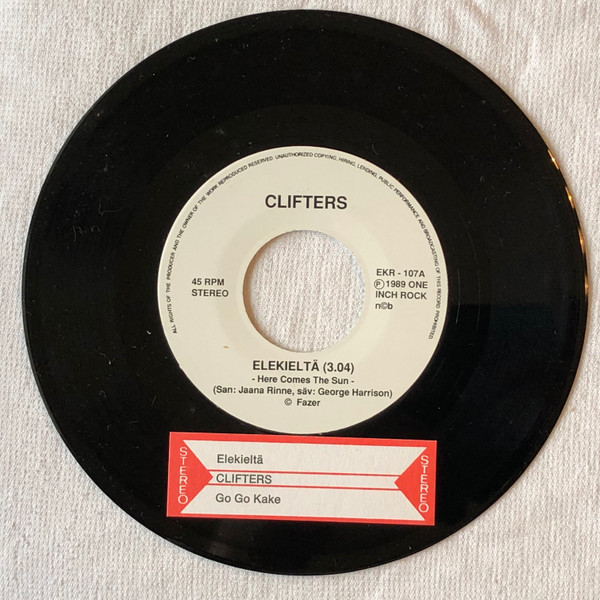 ALL RIGHTS OF THE PRODUCER AND THE OWNER OF THE WORK REPRODUCED RESERVED. UNAUTHORIZED COPYING, HIRING, LENDING, PUBLIC PERFORMANCE AND BROADCASTING OF THIS RECORD PROHIBITED
CLIFTERS
45 RPM
STEREO
EKR - 107A
Ⓟ 1989 ONE
INCH ROCK
n©b
ELEKIELTÄ (3.04)
- Here Comes The Sun -
(San: Jaana Rinne, säv: George Harrison)
© Fazer
STEREO
Elekieltä
CLIFTERS
Go Go Kake
STEREO